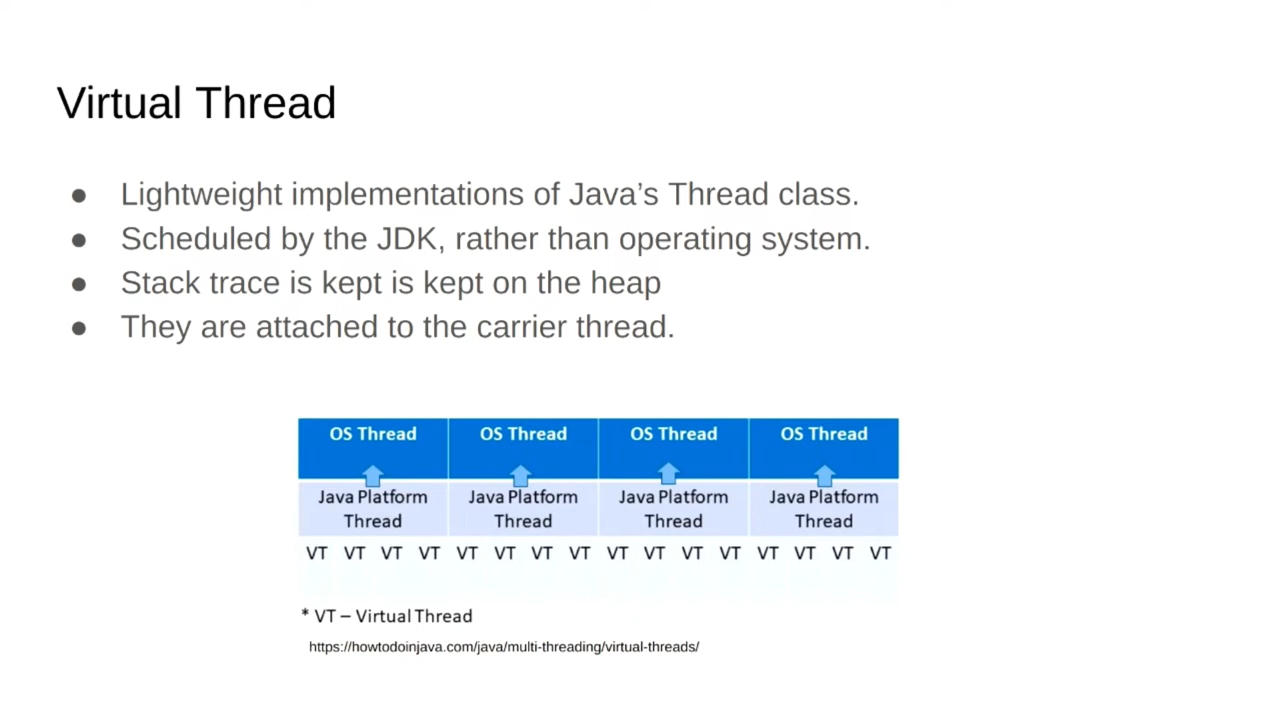 Virtual Thread
● Lightweight implementations of Java’s Thread class.
● Scheduled by the JDK, rather than operating system.
● Stack trace is kept is kept on the heap
● They are attached to the carrier thread.
OS Thread OS Thread OS Thread OS Thread
Java Platform Java Platform Java Platform Java Platform
Thread Thread Thread Thread
VT VT VT VT VT VT VT VT VT VT VT VT VT VT VT VT
* VT – Virtual Thread
https://howtodoinjava.com/java/multi-threading/virtual-threads/